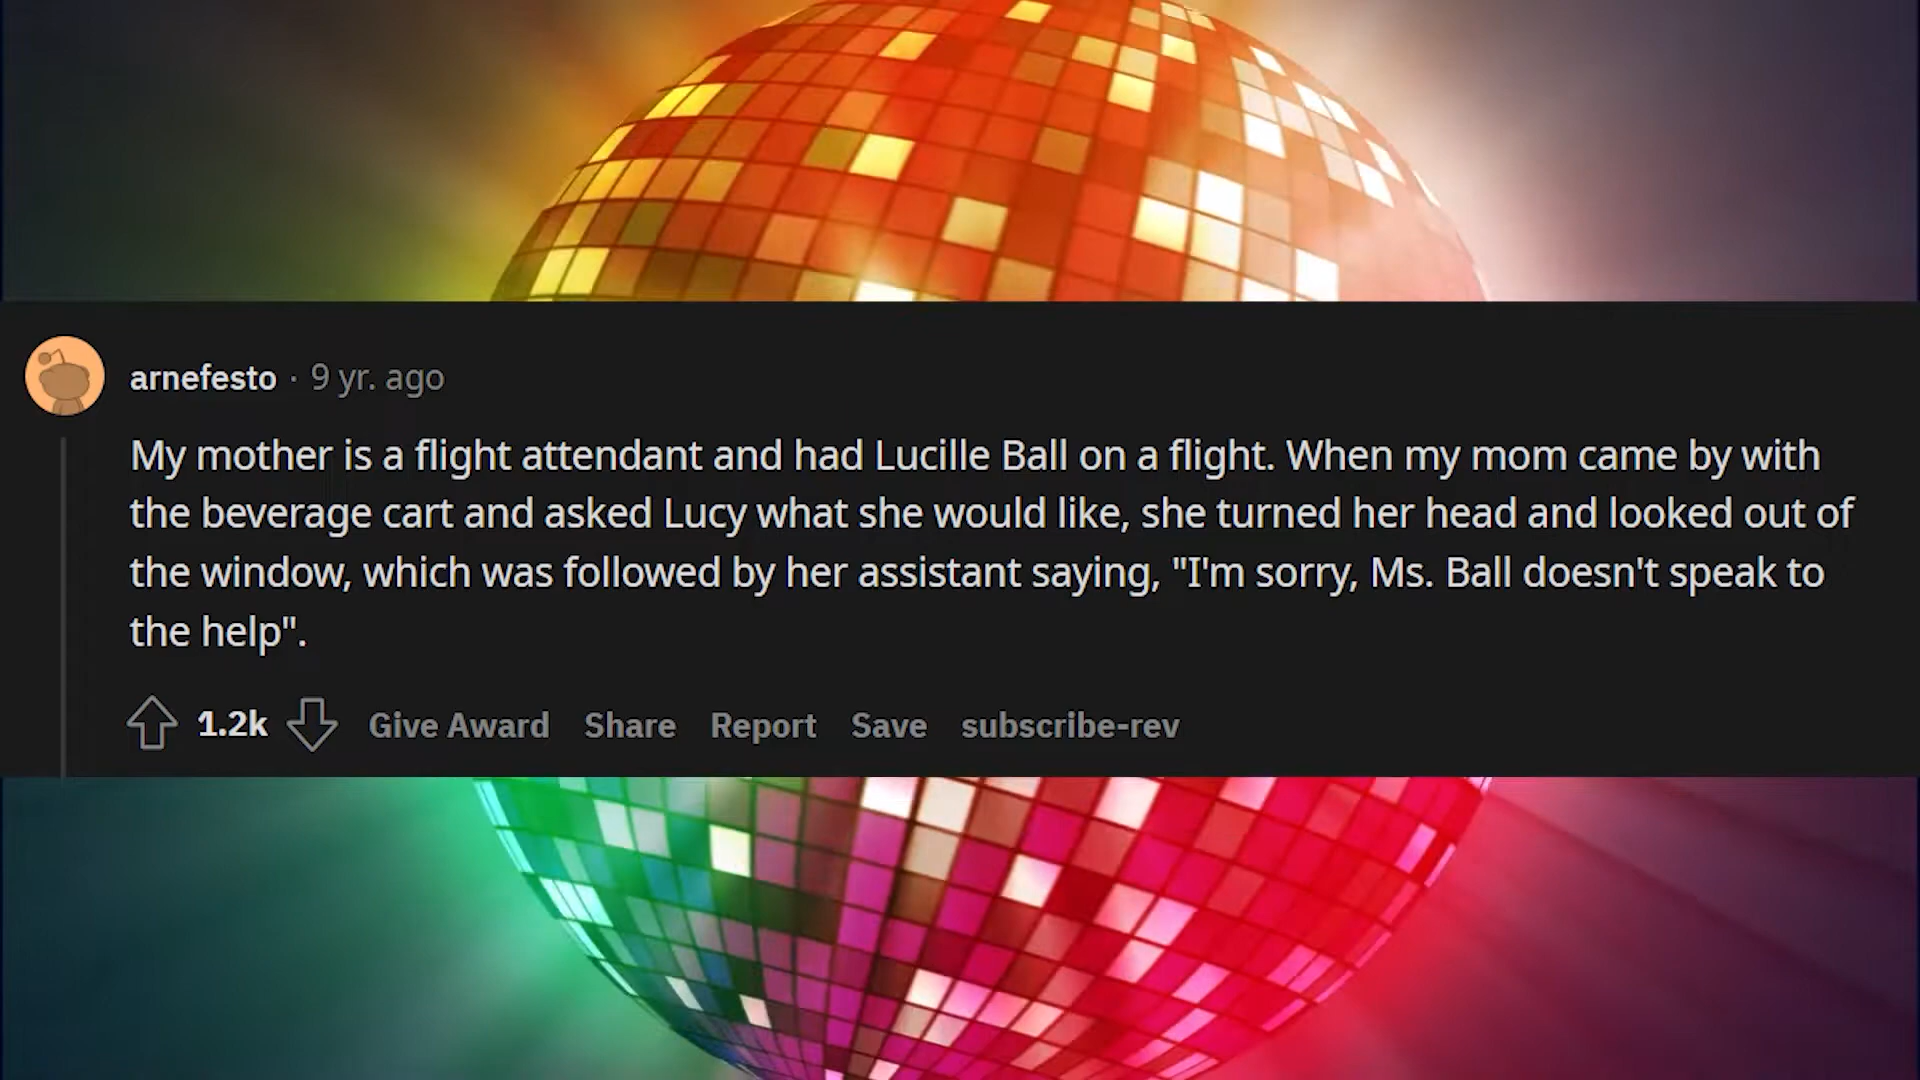 arnefesto · 9 yr. ago
My mother is a flight attendant and had Lucille Ball on a flight. When my mom came by with
the beverage cart and asked Lucy what she would like, she turned her head and looked out of
the window, which was followed by her assistant saying, "I'm sorry, Ms. Ball doesn't speak to
the help".
1.2k Give Award Share Report Save subscribe-rev